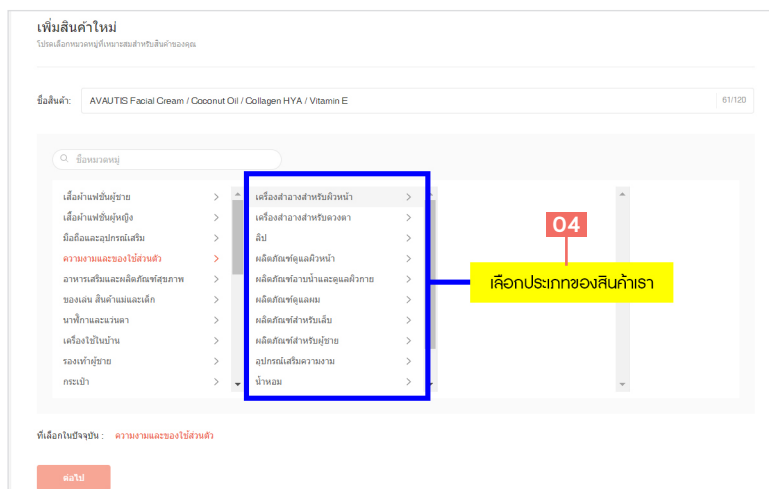 เพิ่มสินค้าใหม่
โปรดเลือกหมวดหมู่ที่เหมาะสมสำหรับสินค้าของคุณ
ชื่อสินค้า: AVAUTIS Facial Cream / Coconut Oil / Collagen HYA / Vitamin E 61/120
ชื่อหมวดหมู่
เสื้อผ้าแฟชั่นผู้ชาย
เสื้อผ้าแฟชั่นผู้หญิง
มือถือและอุปกรณ์เสริม
ความงามและของใช้ส่วนตัว
อาหารเสริมและผลิตภัณฑ์สุขภาพ
ของเล่น สินค้าแม่และเด็ก
นาฬิกาและแว่นตา
เครื่องใช้ในบ้าน
รองเท้าผู้ชาย
กระเป๋า
เครื่องสำอางสำหรับผิวหน้า
เครื่องสำอางสำหรับดวงตา
ลิป
ผลิตภัณฑ์ดูแลผิวหน้า
ผลิตภัณฑ์อาบน้ำและดูแลผิวกาย
ผลิตภัณฑ์ดูแลผม
ผลิตภัณฑ์สำหรับเล็บ
ผลิตภัณฑ์สำหรับผู้ชาย
อุปกรณ์เสริมความงาม
น้ำหอม
04
เลือกประเภทของสินค้าเรา
ที่เลือกในปัจจุบัน : ความงามและของใช้ส่วนตัว
ต่อไป